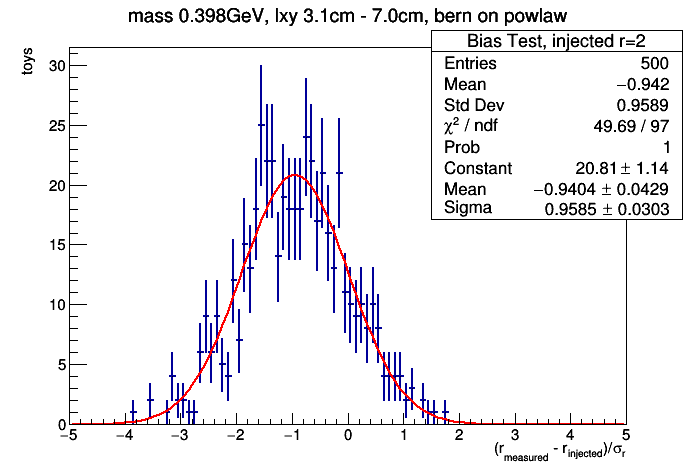 mass 0.398GeV, lxy 3.1cm - 7.0cm, bern on powlaw
toys
Bias Test, injected r=2
Entries 500
Mean −0.942
Std Dev 0.9589
χ² / ndf 49.69 / 97
Prob 1
Constant 20.81 ± 1.14
Mean −0.9404 ± 0.0429
Sigma 0.9585 ± 0.0303
30
25
20
15
10
5
0
−5 −4 −3 −2 −1 0 1 2 3 4 5
(r_measured - r_injected)/σ_r